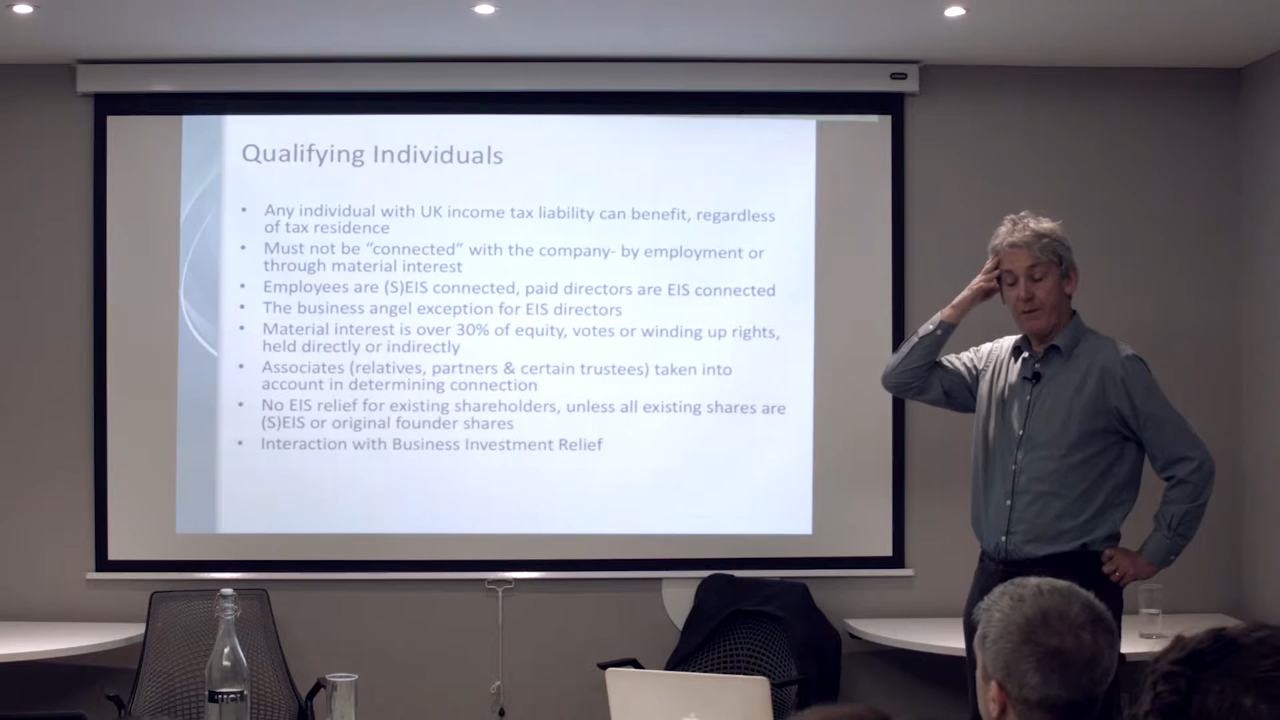 Qualifying Individuals
• Any individual with UK income tax liability can benefit, regardless
of tax residence
• Must not be “connected” with the company- by employment or
through material interest
• Employees are (S)EIS connected, paid directors are EIS connected
• The business angel exception for EIS directors
• Material interest is over 30% of equity, votes or winding up rights,
held directly or indirectly
• Associates (relatives, partners & certain trustees) taken into
account in determining connection
• No EIS relief for existing shareholders, unless all existing shares are
(S)EIS or original founder shares
• Interaction with Business Investment Relief